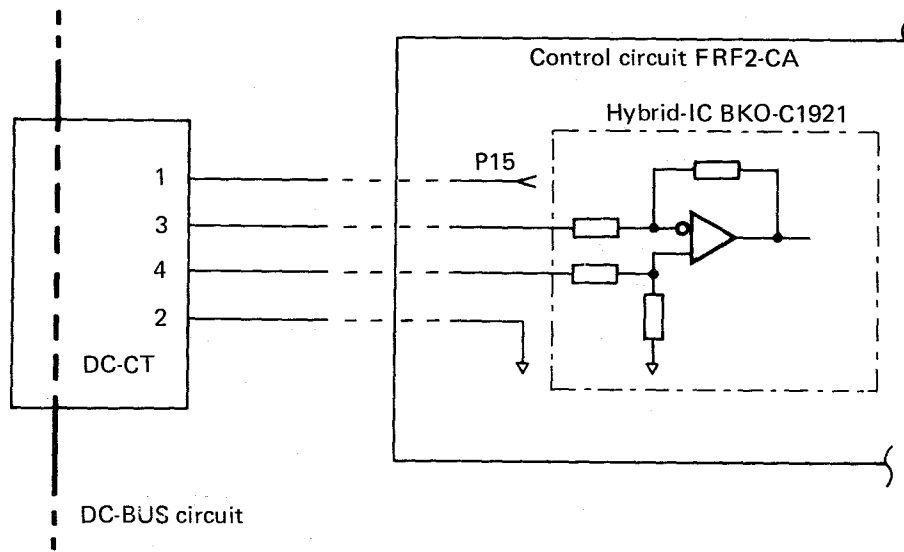 Control circuit FRF2-CA
Hybrid-IC BKO-C1921
P15
1
3
4
2
DC-CT
DC-BUS circuit